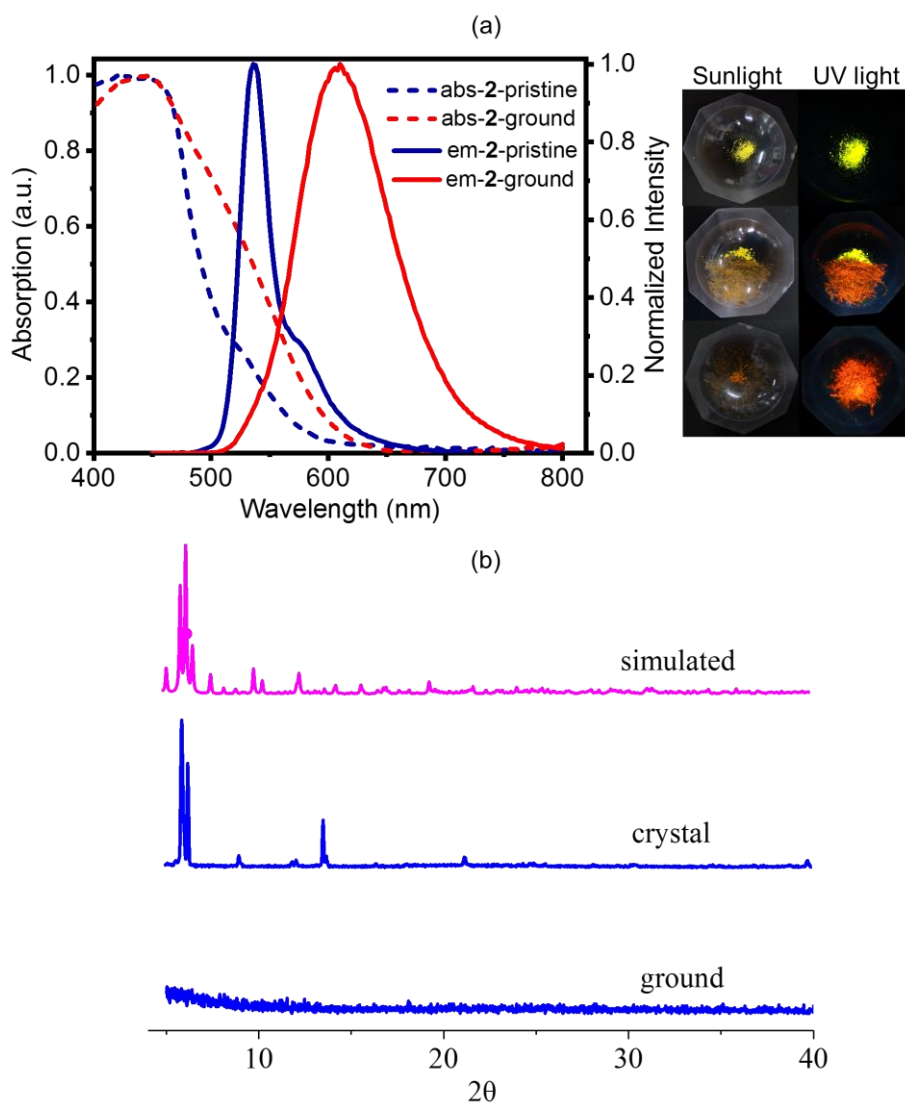 (a)
Sunlight UV light
abs-2-pristine
abs-2-ground
em-2-pristine
em-2-ground
1.0
0.8
0.6
0.4
0.2
0.0
Absorption (a.u.)
1.0
0.8
0.6
0.4
0.2
0.0
Normalized Intensity
400 500 600 700 800
Wavelength (nm)
(b)
simulated
crystal
ground
10 20 30 40
2θ